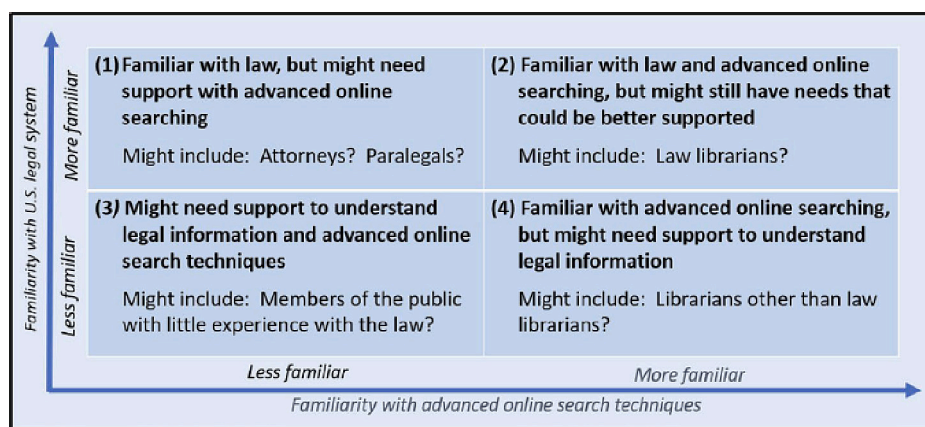 Familiarity with U.S. legal system
More familiar
Less familiar
(1) Familiar with law, but might need
support with advanced online
searching
Might include: Attorneys? Paralegals?
(2) Familiar with law and advanced online
searching, but might still have needs that
could be better supported
Might include: Law librarians?
(3) Might need support to understand
legal information and advanced online
search techniques
Might include: Members of the public
with little experience with the law?
(4) Familiar with advanced online searching,
but might need support to understand
legal information
Might include: Librarians other than law
librarians?
Less familiar
More familiar
Familiarity with advanced online search techniques